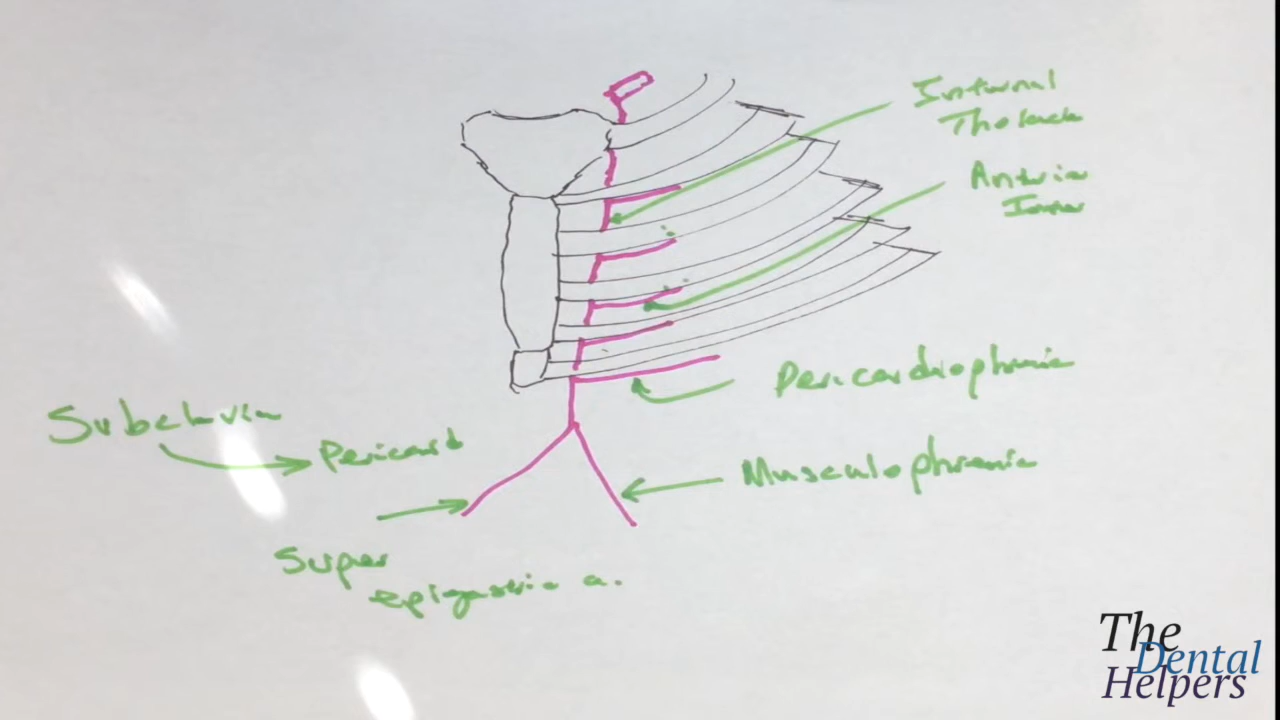 Internal
Thoracic
Anterior
Inter
Pericardiophrenic
Subclavian
Pericard
Musculophrenic
Super
epigastric a.
The
Dental
Helpers